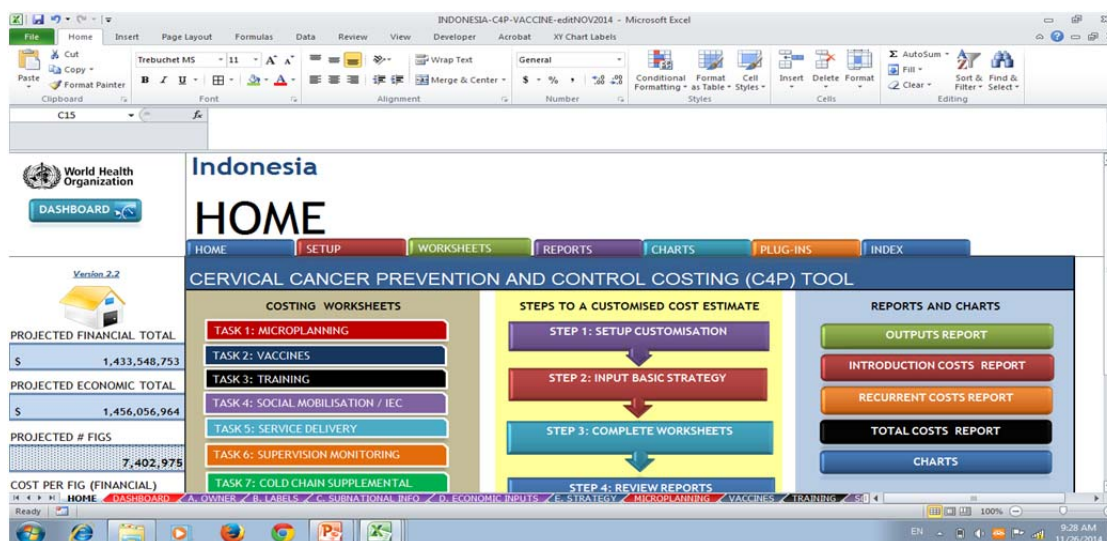 INDONESIA-C4P-VACCINE-editNOV2014 - Microsoft Excel
File Home Insert Page Layout Formulas Data Review View Developer Acrobat XY Chart Labels
Paste
Cut
Copy
Format Painter
Clipboard
Trebuchet MS 11
B I U
Font
Wrap Text
Merge & Center
Alignment
General
$ % ,
Number
Conditional Formatting
Format as Table
Cell Styles
Styles
Insert Delete Format
Cells
Σ AutoSum
Fill
Clear
Sort & Filter
Find & Select
Editing
C15
fx
World Health
Organization
DASHBOARD
Indonesia
HOME
HOME SETUP WORKSHEETS REPORTS CHARTS PLUG-INS INDEX
Version 2.2
PROJECTED FINANCIAL TOTAL
$ 1,433,548,753
PROJECTED ECONOMIC TOTAL
$ 1,456,056,964
PROJECTED # FIGS
7,402,975
COST PER FIG (FINANCIAL)
CERVICAL CANCER PREVENTION AND CONTROL COSTING (C4P) TOOL
COSTING WORKSHEETS
TASK 1: MICROPLANNING
TASK 2: VACCINES
TASK 3: TRAINING
TASK 4: SOCIAL MOBILISATION / IEC
TASK 5: SERVICE DELIVERY
TASK 6: SUPERVISION MONITORING
TASK 7: COLD CHAIN SUPPLEMENTAL
STEPS TO A CUSTOMISED COST ESTIMATE
STEP 1: SETUP CUSTOMISATION
STEP 2: INPUT BASIC STRATEGY
STEP 3: COMPLETE WORKSHEETS
STEP 4: REVIEW REPORTS
REPORTS AND CHARTS
OUTPUTS REPORT
INTRODUCTION COSTS REPORT
RECURRENT COSTS REPORT
TOTAL COSTS REPORT
CHARTS
HOME DASHBOARD A. OWNER B. LABELS C. SUBNATIONAL INFO D. ECONOMIC INPUTS E. STRATEGY MICROPLANNING VACCINES TRAINING
Ready
100%
EN
9:28 AM
11/26/2014